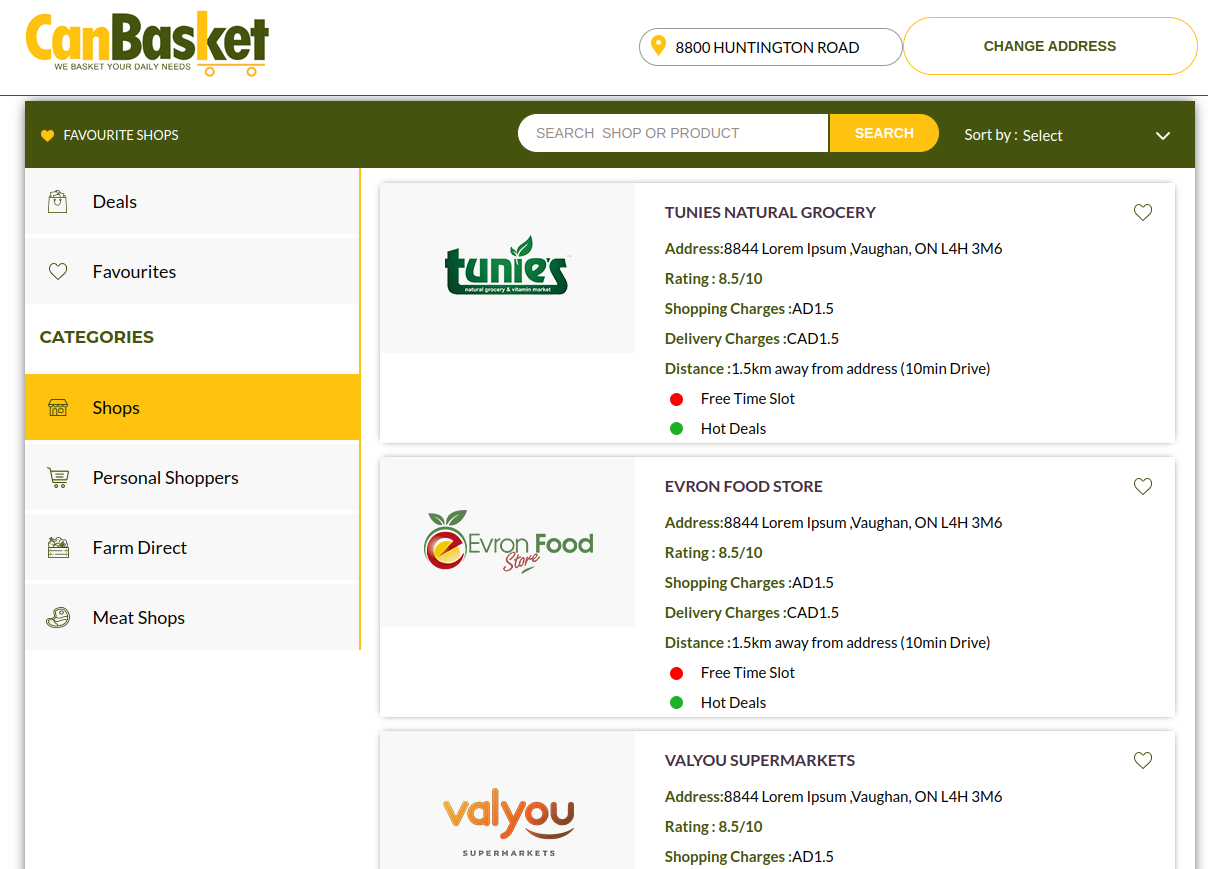 CanBasket
WE BASKET YOUR DAILY NEEDS
8800 HUNTINGTON ROAD
CHANGE ADDRESS
FAVOURITE SHOPS
SEARCH SHOP OR PRODUCT
SEARCH
Sort by : Select
Deals
Favourites
CATEGORIES
Shops
Personal Shoppers
Farm Direct
Meat Shops
tunie's
natural grocery & vitamin market
TUNIES NATURAL GROCERY
Address:8844 Lorem Ipsum ,Vaughan, ON L4H 3M6
Rating : 8.5/10
Shopping Charges :AD1.5
Delivery Charges :CAD1.5
Distance :1.5km away from address (10min Drive)
Free Time Slot
Hot Deals
Evron Food
Store
EVRON FOOD STORE
Address:8844 Lorem Ipsum ,Vaughan, ON L4H 3M6
Rating : 8.5/10
Shopping Charges :AD1.5
Delivery Charges :CAD1.5
Distance :1.5km away from address (10min Drive)
Free Time Slot
Hot Deals
valyou
SUPERMARKETS
VALYOU SUPERMARKETS
Address:8844 Lorem Ipsum ,Vaughan, ON L4H 3M6
Rating : 8.5/10
Shopping Charges :AD1.5